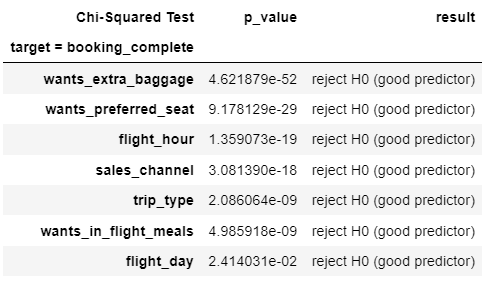 Chi-Squared Test p_value result
target = booking_complete
wants_extra_baggage 4.621879e-52 reject H0 (good predictor)
wants_preferred_seat 9.178129e-29 reject H0 (good predictor)
flight_hour 1.359073e-19 reject H0 (good predictor)
sales_channel 3.081390e-18 reject H0 (good predictor)
trip_type 2.086064e-09 reject H0 (good predictor)
wants_in_flight_meals 4.985918e-09 reject H0 (good predictor)
flight_day 2.414031e-02 reject H0 (good predictor)